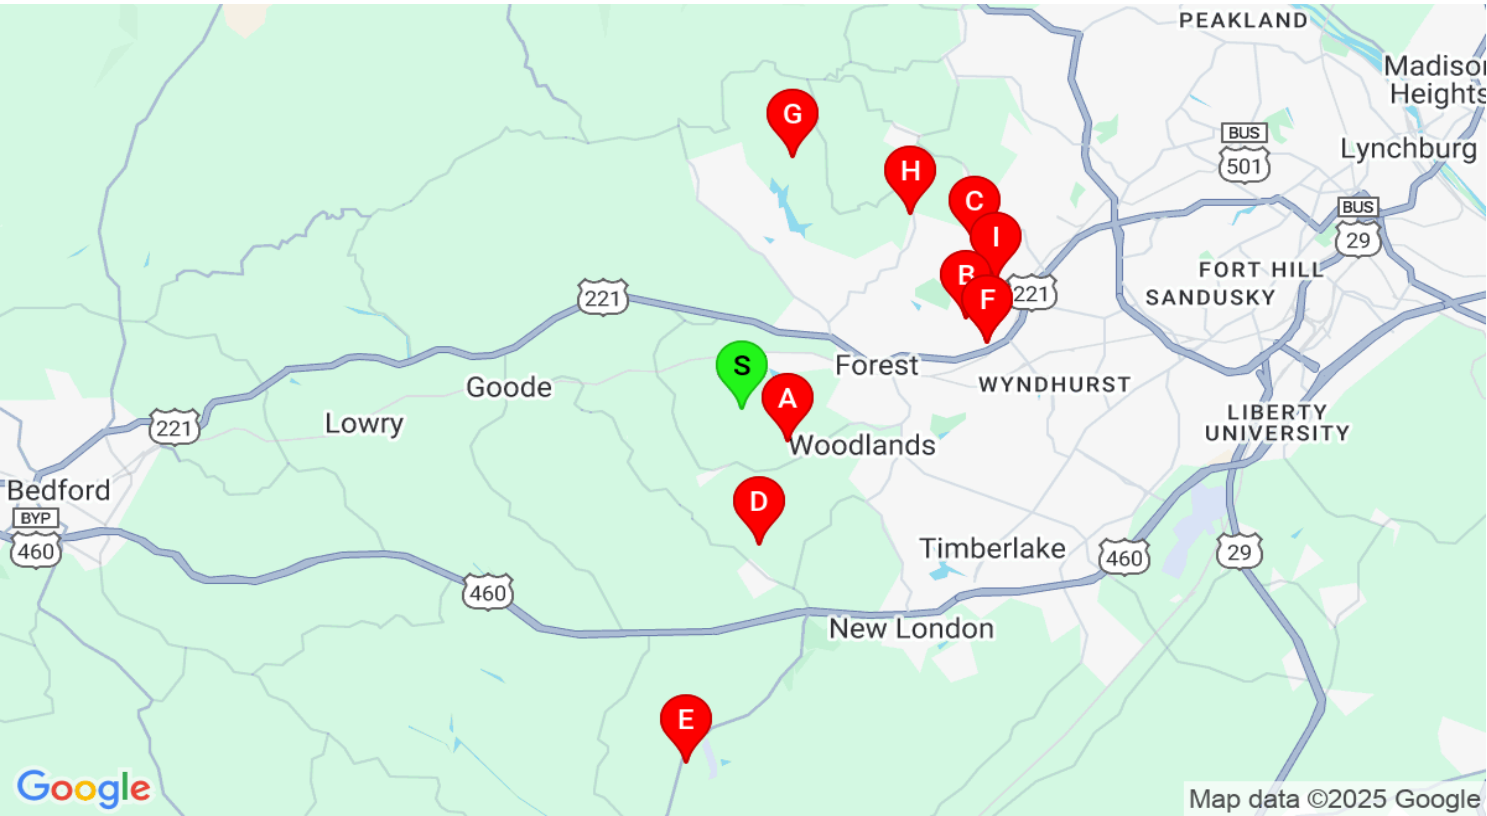 PEAKLAND
Madison
Heights
BUS
501
Lynchburg
G
H
C
BUS
29
I
FORT HILL
B
221
SANDUSKY
F
221
S
Forest
WYNDHURST
Goode
A
LIBERTY
UNIVERSITY
Lowry
221
Woodlands
Bedford
D
BYP
460
Timberlake
460
29
460
New London
E
Google
Map data ©2025 Google